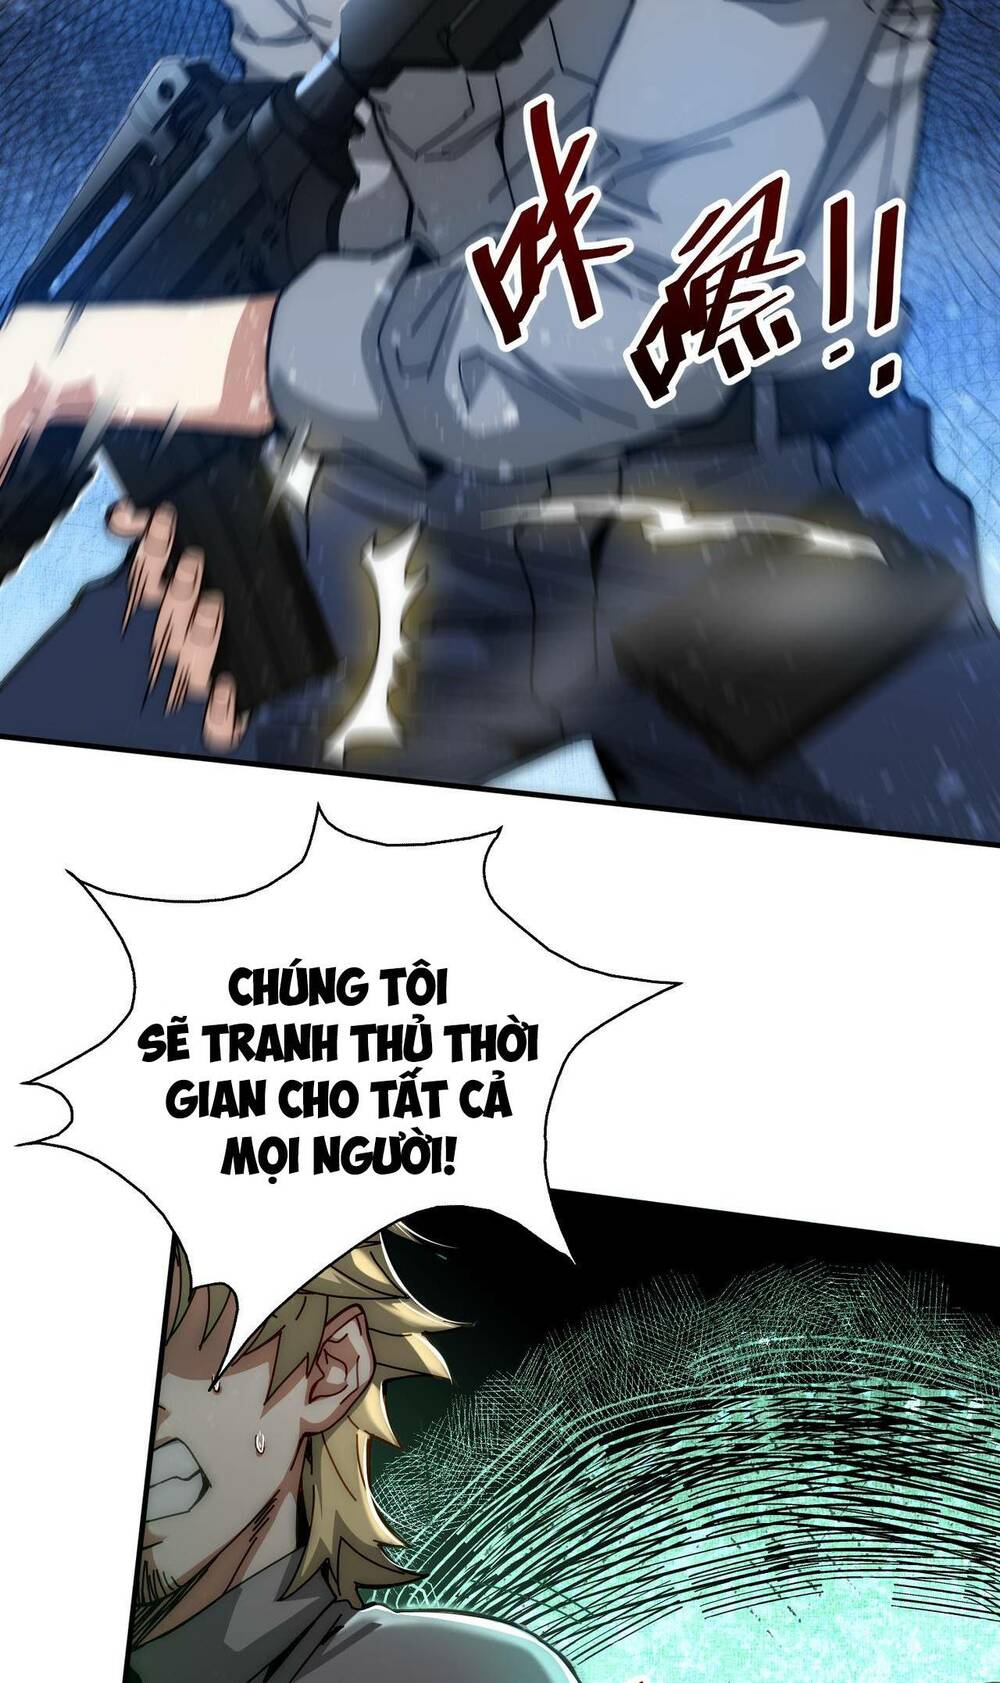 咔嚓!!
CHÚNG TÔI
SẼ TRANH THỦ THỜI
GIAN CHO TẤT CẢ
MỌI NGƯỜI!